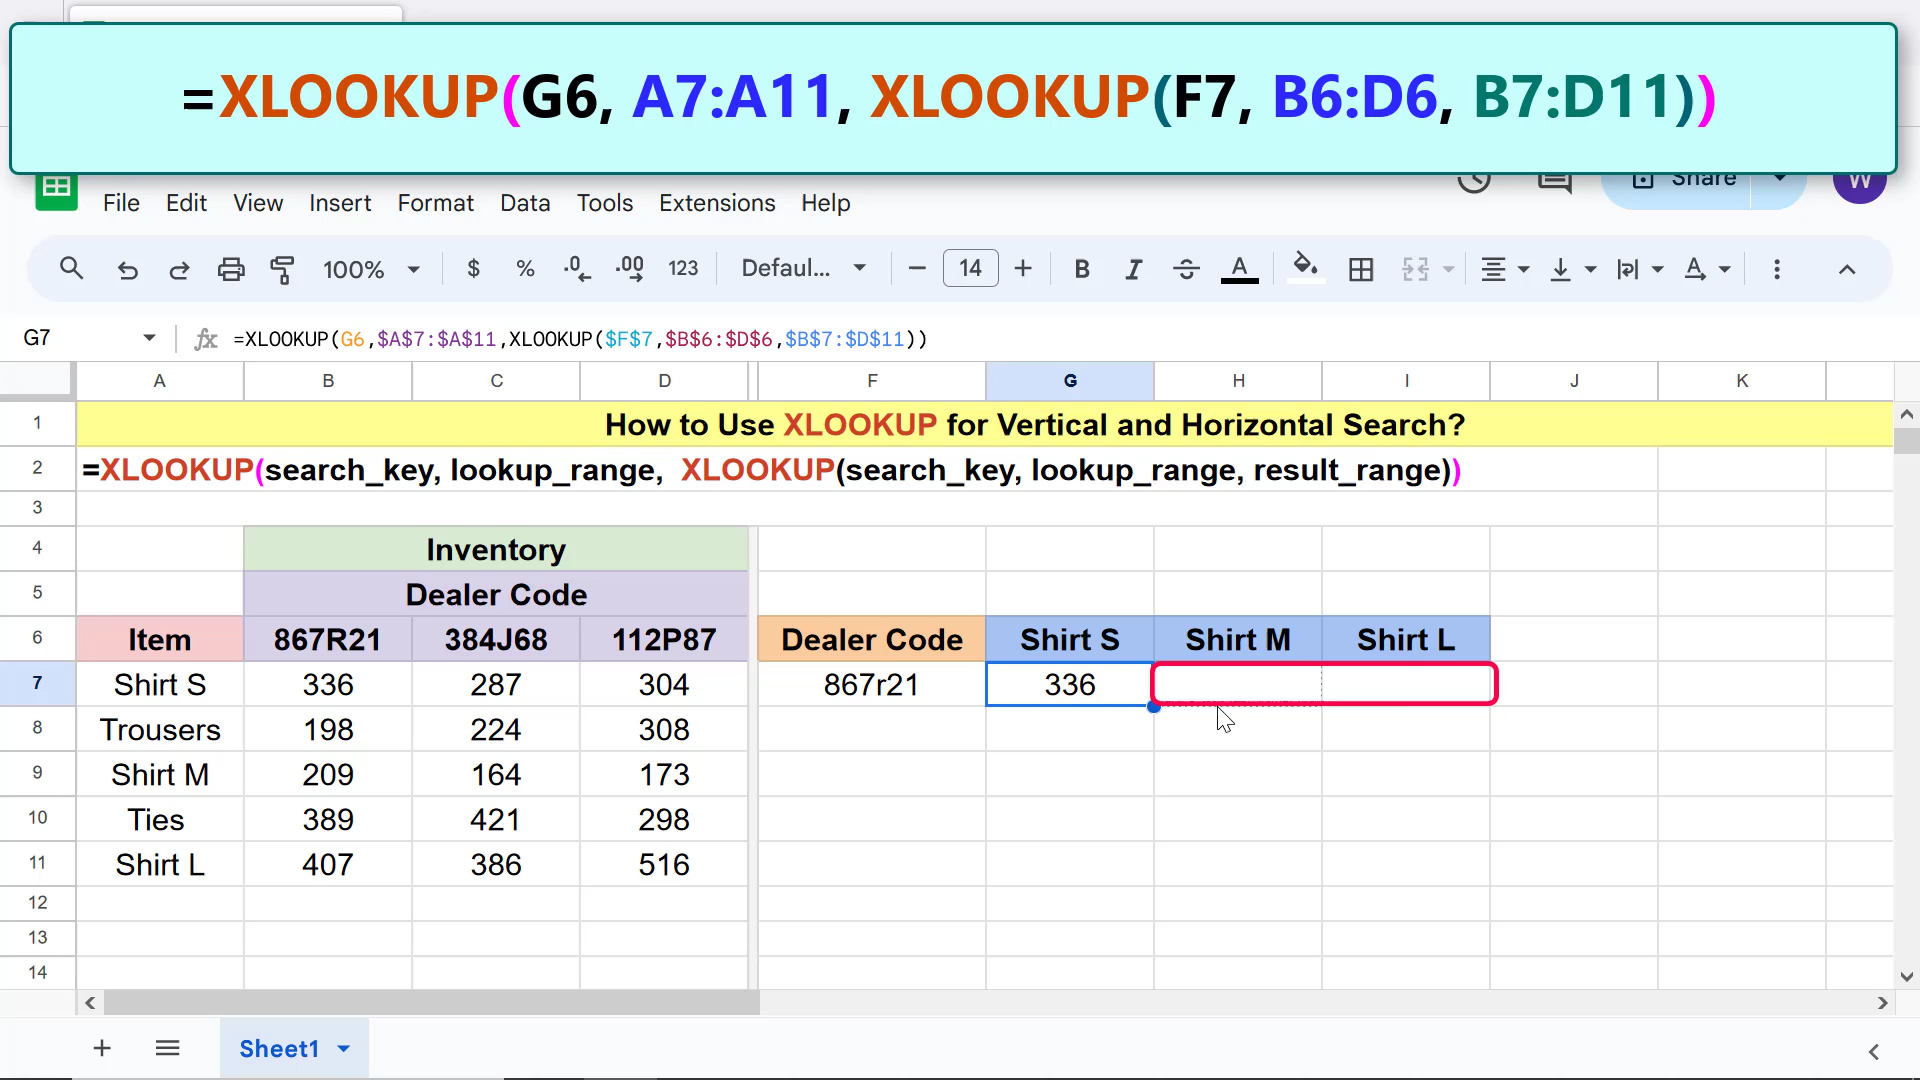 =XLOOKUP(G6, A7:A11, XLOOKUP(F7, B6:D6, B7:D11))
Share
W
File Edit View Insert Format Data Tools Extensions Help
100% $ % .0 .00 123 Defaul... 14 B I A A
G7 fx =XLOOKUP(G6,$A$7:$A$11,XLOOKUP($F$7,$B$6:$D$6,$B$7:$D$11))
A B C D F G H I J K
1 How to Use XLOOKUP for Vertical and Horizontal Search?
2 =XLOOKUP(search_key, lookup_range, XLOOKUP(search_key, lookup_range, result_range))
3
4 Inventory
5 Dealer Code
6 Item 867R21 384J68 112P87 Dealer Code Shirt S Shirt M Shirt L
7 Shirt S 336 287 304 867r21 336
8 Trousers 198 224 308
9 Shirt M 209 164 173
10 Ties 389 421 298
11 Shirt L 407 386 516
12
13
14
Sheet1